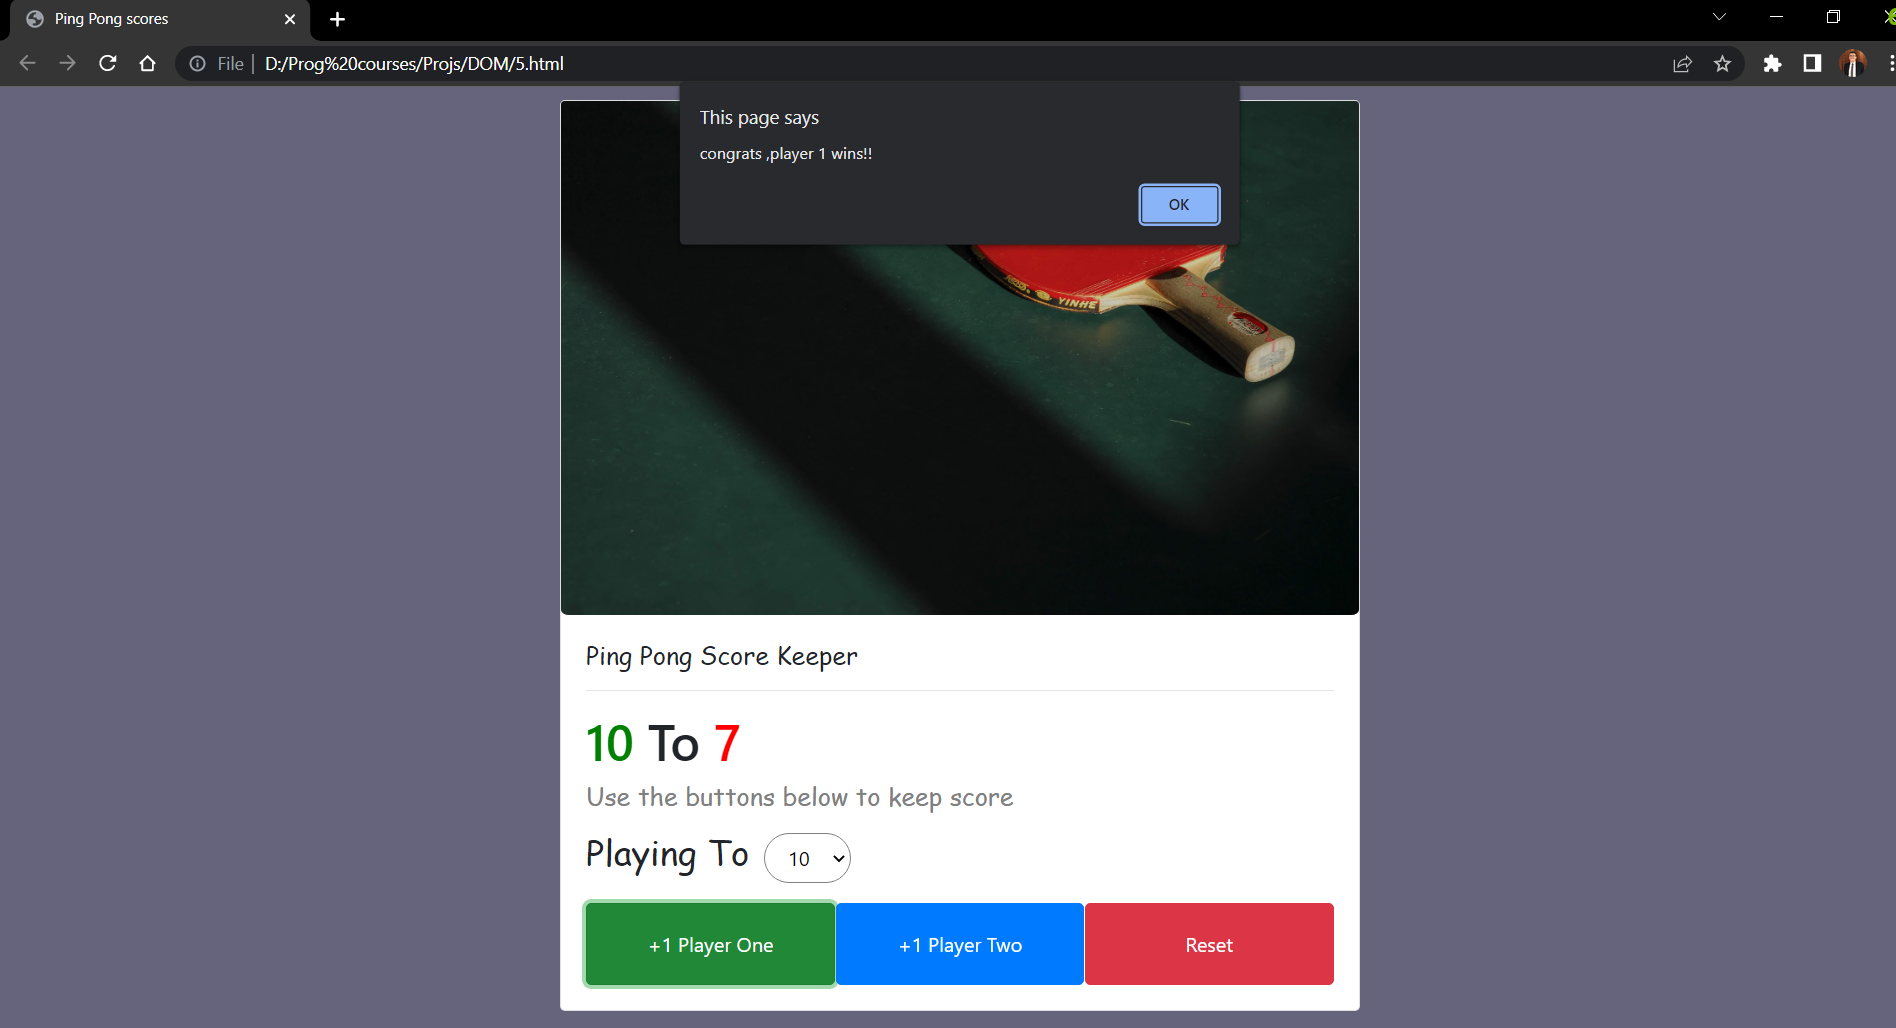 Ping Pong scores
File D:/Prog%20courses/Projs/DOM/5.html
This page says
congrats ,player 1 wins!!
OK
YINHE
Ping Pong Score Keeper
10 To 7
Use the buttons below to keep score
Playing To 10
+1 Player One +1 Player Two Reset